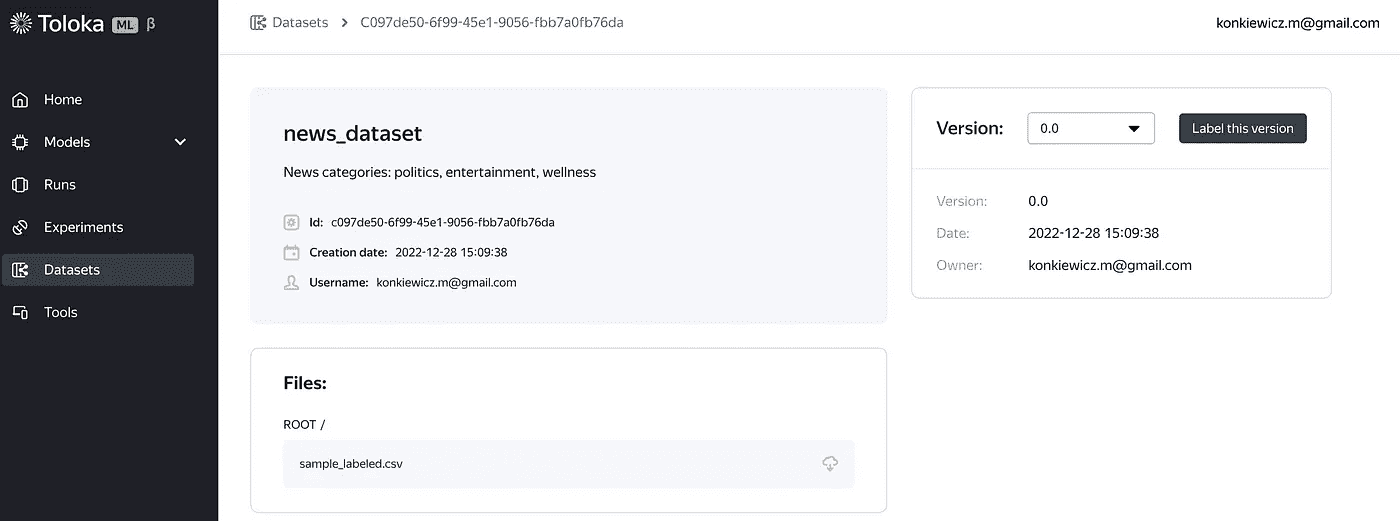 Toloka ML β
Home
Models
Runs
Experiments
Datasets
Tools
Datasets > C097de50-6f99-45e1-9056-fbb7a0fb76da
konkiewicz.m@gmail.com
news_dataset
News categories: politics, entertainment, wellness
Id: c097de50-6f99-45e1-9056-fbb7a0fb76da
Creation date: 2022-12-28 15:09:38
Username: konkiewicz.m@gmail.com
Files:
ROOT /
sample_labeled.csv
Version: 0.0 Label this version
Version: 0.0
Date: 2022-12-28 15:09:38
Owner: konkiewicz.m@gmail.com